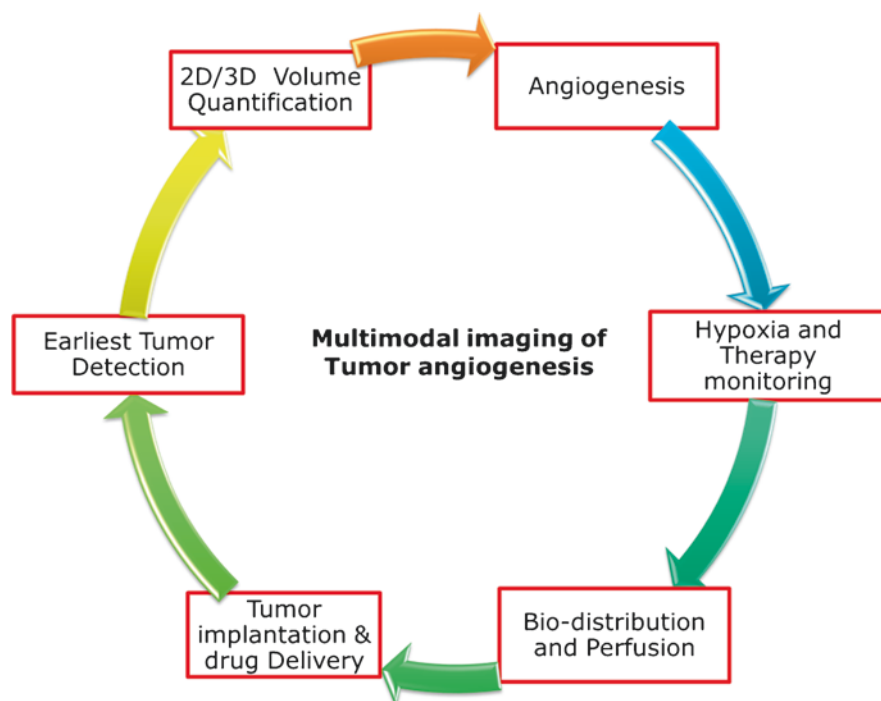 2D/3D Volume
Quantification
Angiogenesis
Hypoxia and
Therapy
monitoring
Bio-distribution
and Perfusion
Tumor
implantation &
drug Delivery
Earliest Tumor
Detection
Multimodal imaging of
Tumor angiogenesis